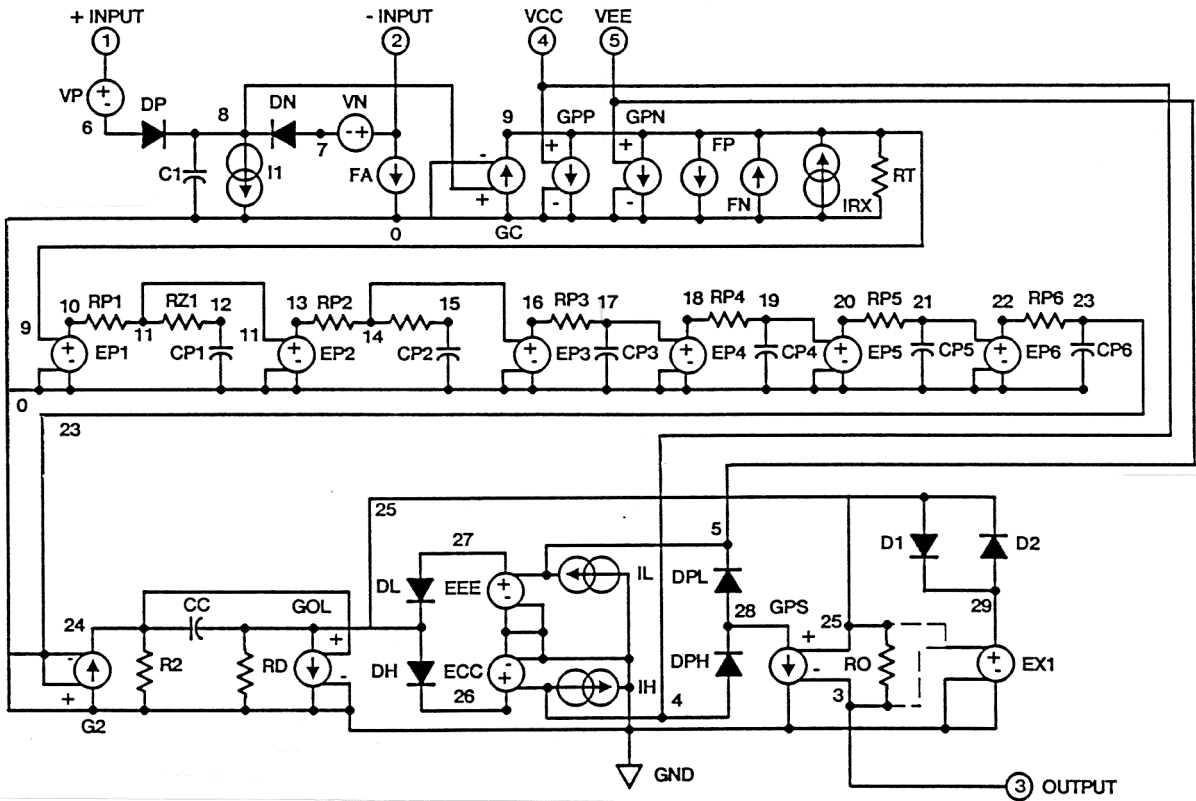 + INPUT - INPUT VCC VEE
1 2 4 5
VP + - DP 8 DN VN 9 GPP GPN
6 7 - + FP
C1 I1 FA - + + RT
+ - - FN IRX
0 GC
10 RP1 RZ1 12 13 RP2 15 16 RP3 17 18 RP4 19 20 RP5 21 22 RP6 23
9 11 11 14
+ - EP1 CP1 + - EP2 CP2 + - EP3 CP3 + - EP4 CP4 + - EP5 CP5 + - EP6 CP6
0
23
25
27 5 D1 D2
DL EEE + - IL DPL
CC GOL 28 GPS 29
24 + 25 +
- R2 RD - DH ECC + - IH DPH - RO + - EX1
+ 26 4 3
G2
GND
3 OUTPUT